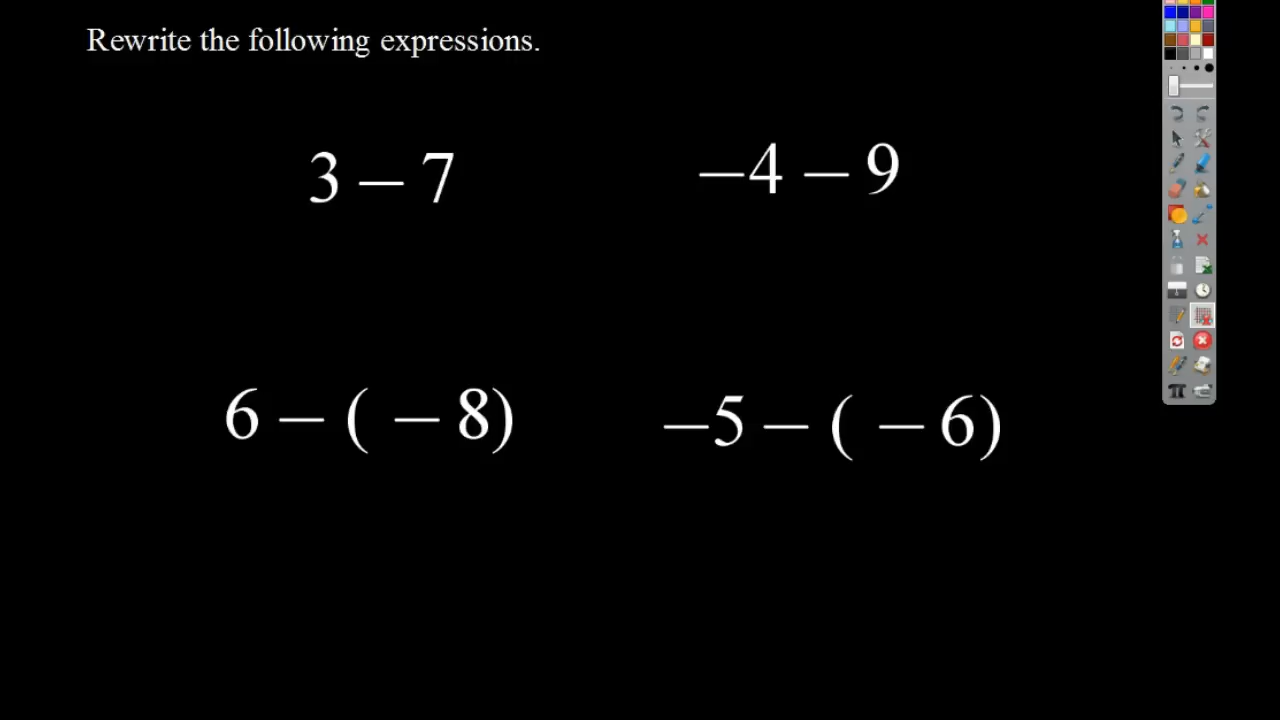 Rewrite the following expressions.
3 – 7
–4 – 9
6 – ( – 8)
–5 – ( – 6)